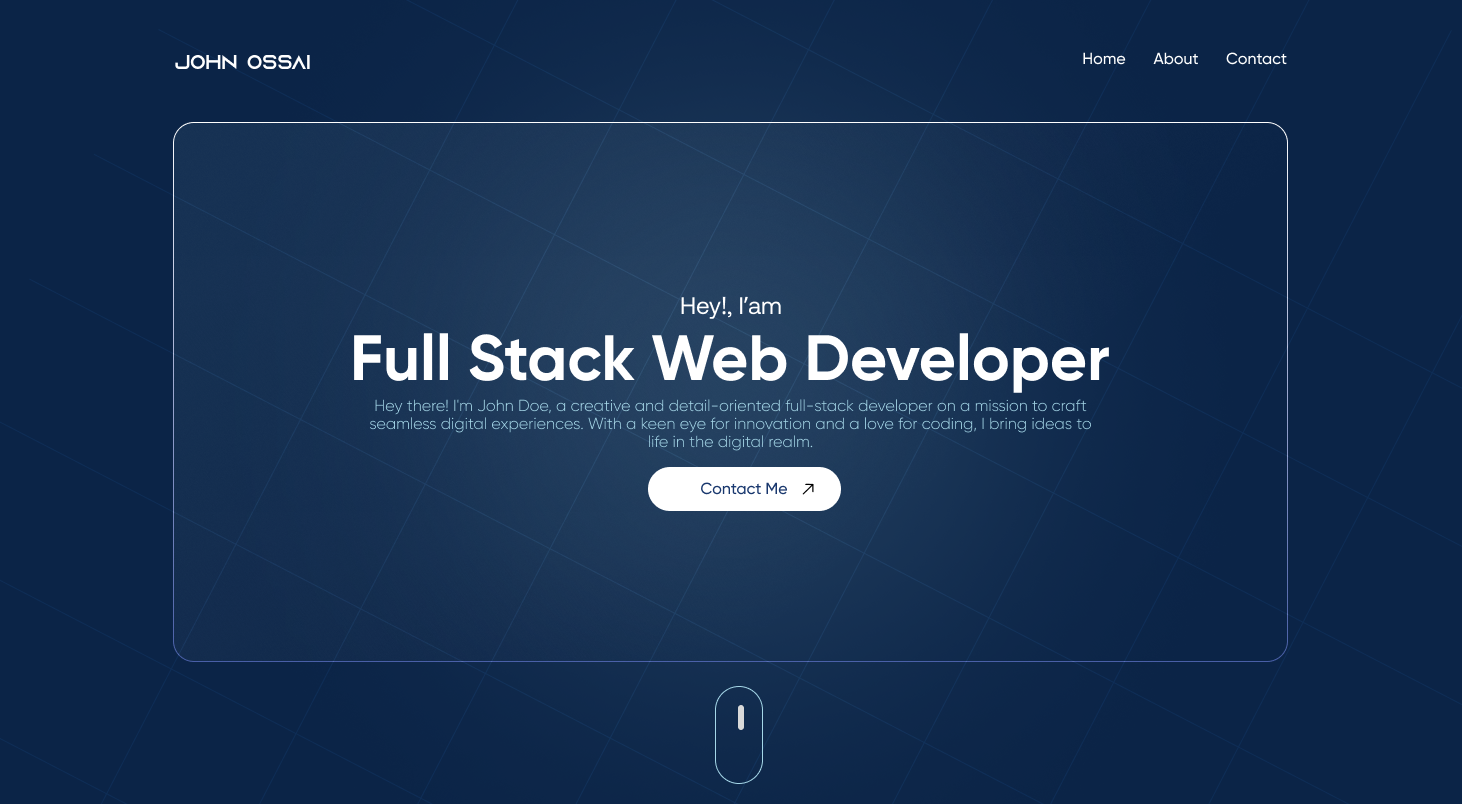 JOHN OSSAI
Home About Contact
Hey!, I'am
Full Stack Web Developer
Hey there! I'm John Doe, a creative and detail-oriented full-stack developer on a mission to craft
seamless digital experiences. With a keen eye for innovation and a love for coding, I bring ideas to
life in the digital realm.
Contact Me